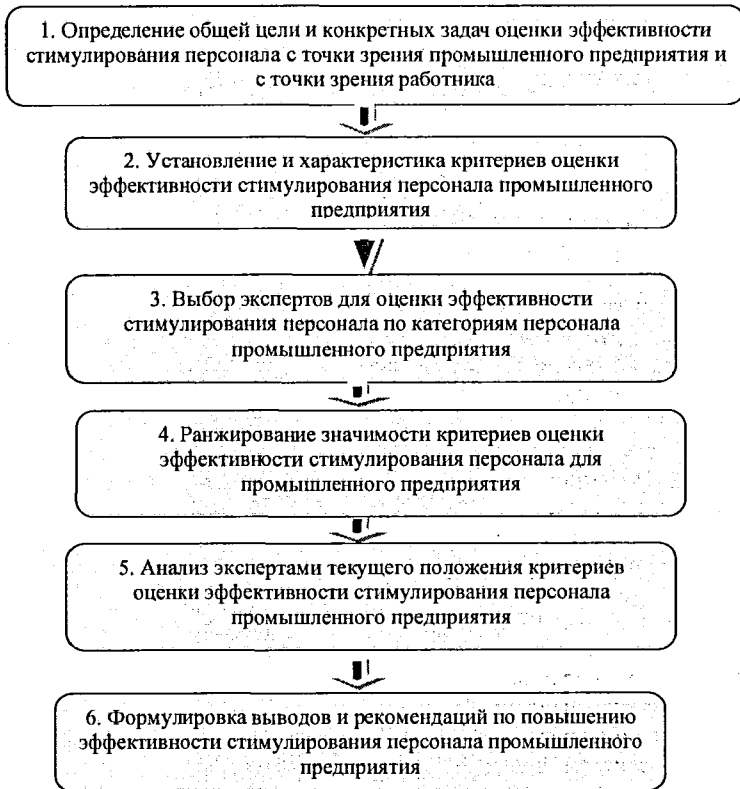 1. Определение общей цели и конкретных задач оценки эффективности
стимулирования персонала с точки зрения промышленного предприятия и
с точки зрения работника
2. Установление и характеристика критериев оценки
эффективности стимулирования персонала промышленного
предприятия
3. Выбор экспертов для оценки эффективности
стимулирования персонала по категориям персонала
промышленного предприятия
4. Ранжирование значимости критериев оценки
эффективности стимулирования персонала для
промышленного предприятия
5. Анализ экспертами текущего положения критериев
оценки эффективности стимулирования персонала
промышленного предприятия
6. Формулировка выводов и рекомендаций по повышению
эффективности стимулирования персонала промышленного
предприятия